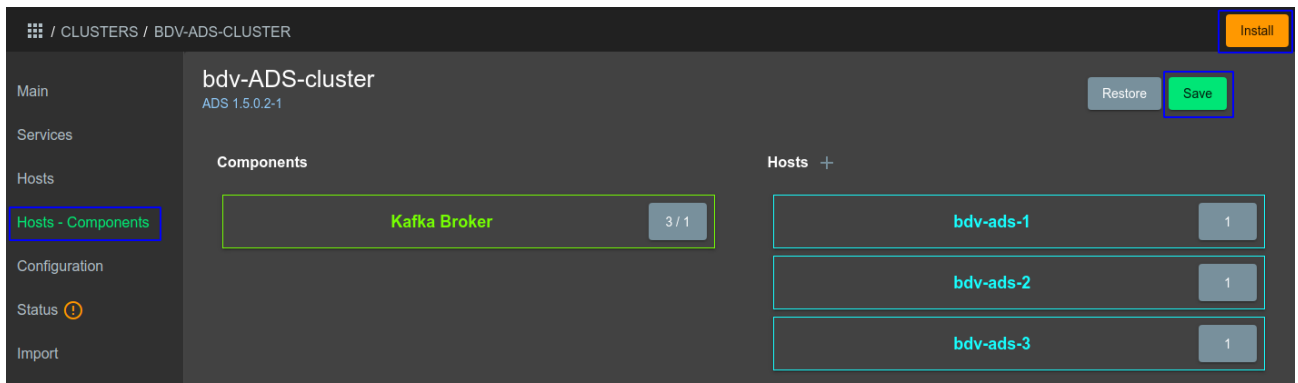 / CLUSTERS / BDV-ADS-CLUSTER
Install
Main
Services
Hosts
Hosts - Components
Configuration
Status
Import
bdv-ADS-cluster
ADS 1.5.0.2-1
Restore
Save
Components
Kafka Broker
3 / 1
Hosts +
bdv-ads-1
1
bdv-ads-2
1
bdv-ads-3
1